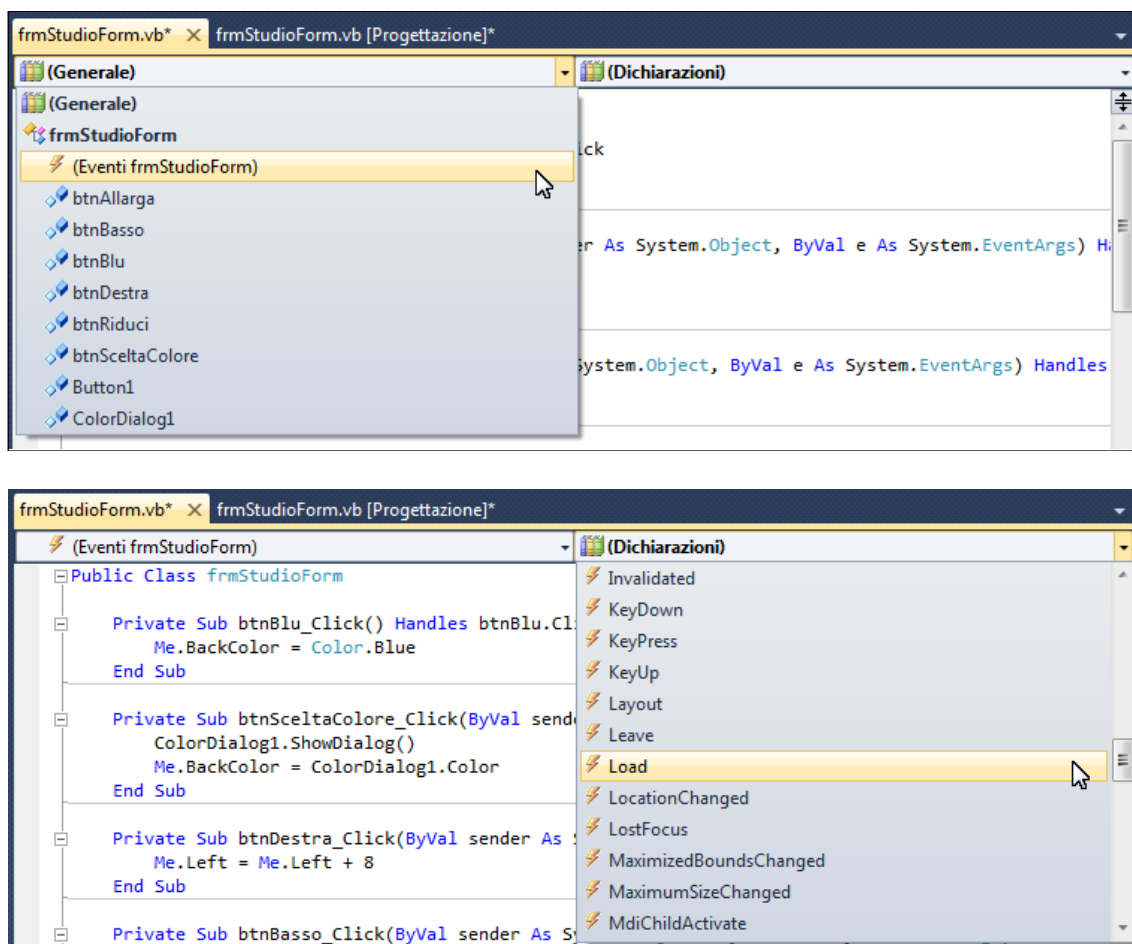 frmStudioForm.vb* frmStudioForm.vb [Progettazione]*
(Generale) (Dichiarazioni)
(Generale)
frmStudioForm
(Eventi frmStudioForm)
btnAllarga
btnBasso
btnBlu
btnDestra
btnRiduci
btnSceltaColore
Button1
ColorDialog1
ick
er As System.Object, ByVal e As System.EventArgs)
System.Object, ByVal e As System.EventArgs) Handles
frmStudioForm.vb* frmStudioForm.vb [Progettazione]*
(Eventi frmStudioForm) (Dichiarazioni)
Public Class frmStudioForm
Private Sub btnBlu_Click() Handles btnBlu.Cl
Me.BackColor = Color.Blue
End Sub
Private Sub btnSceltaColore_Click(ByVal send
ColorDialog1.ShowDialog()
Me.BackColor = ColorDialog1.Color
End Sub
Private Sub btnDestra_Click(ByVal sender As
Me.Left = Me.Left + 8
End Sub
Private Sub btnBasso_Click(ByVal sender As Sy
Invalidated
KeyDown
KeyPress
KeyUp
Layout
Leave
Load
LocationChanged
LostFocus
MaximizedBoundsChanged
MaximumSizeChanged
MdiChildActivate